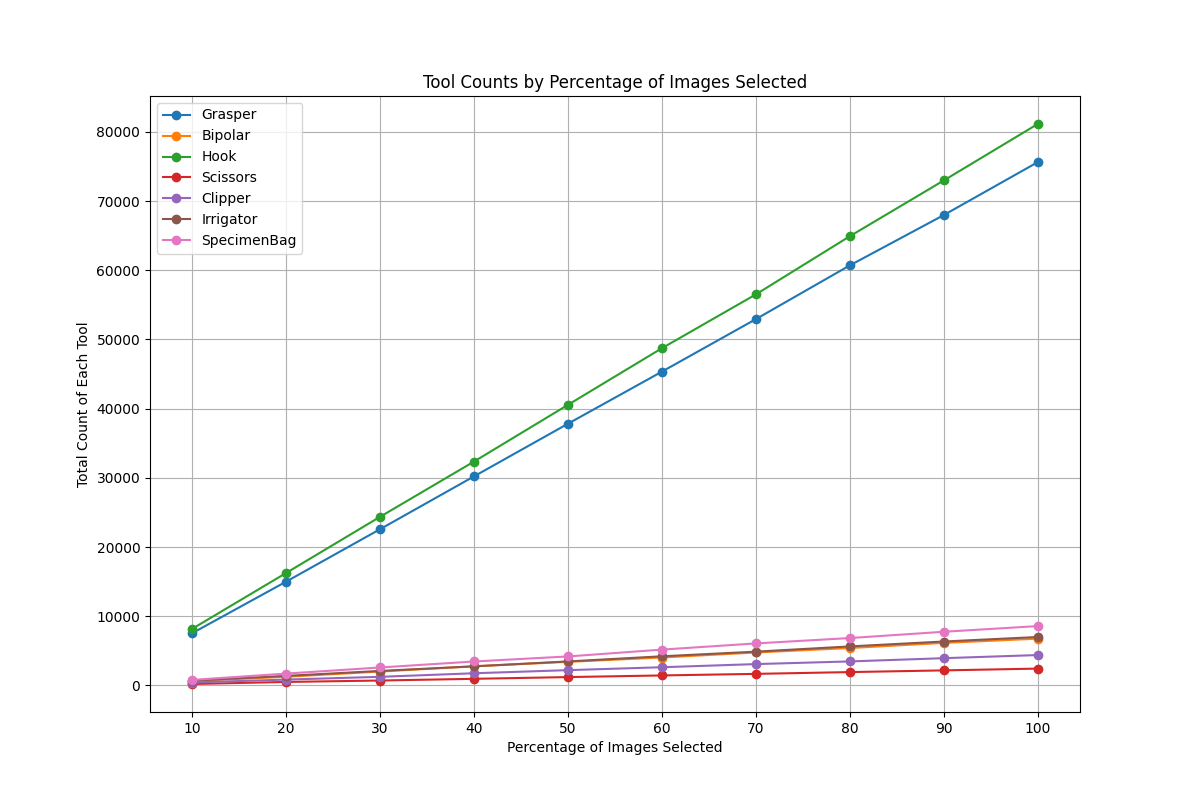 Tool Counts by Percentage of Images Selected
Grasper
Bipolar
Hook
Scissors
Clipper
Irrigator
SpecimenBag
Total Count of Each Tool
80000
70000
60000
50000
40000
30000
20000
10000
0
10 20 30 40 50 60 70 80 90 100
Percentage of Images Selected